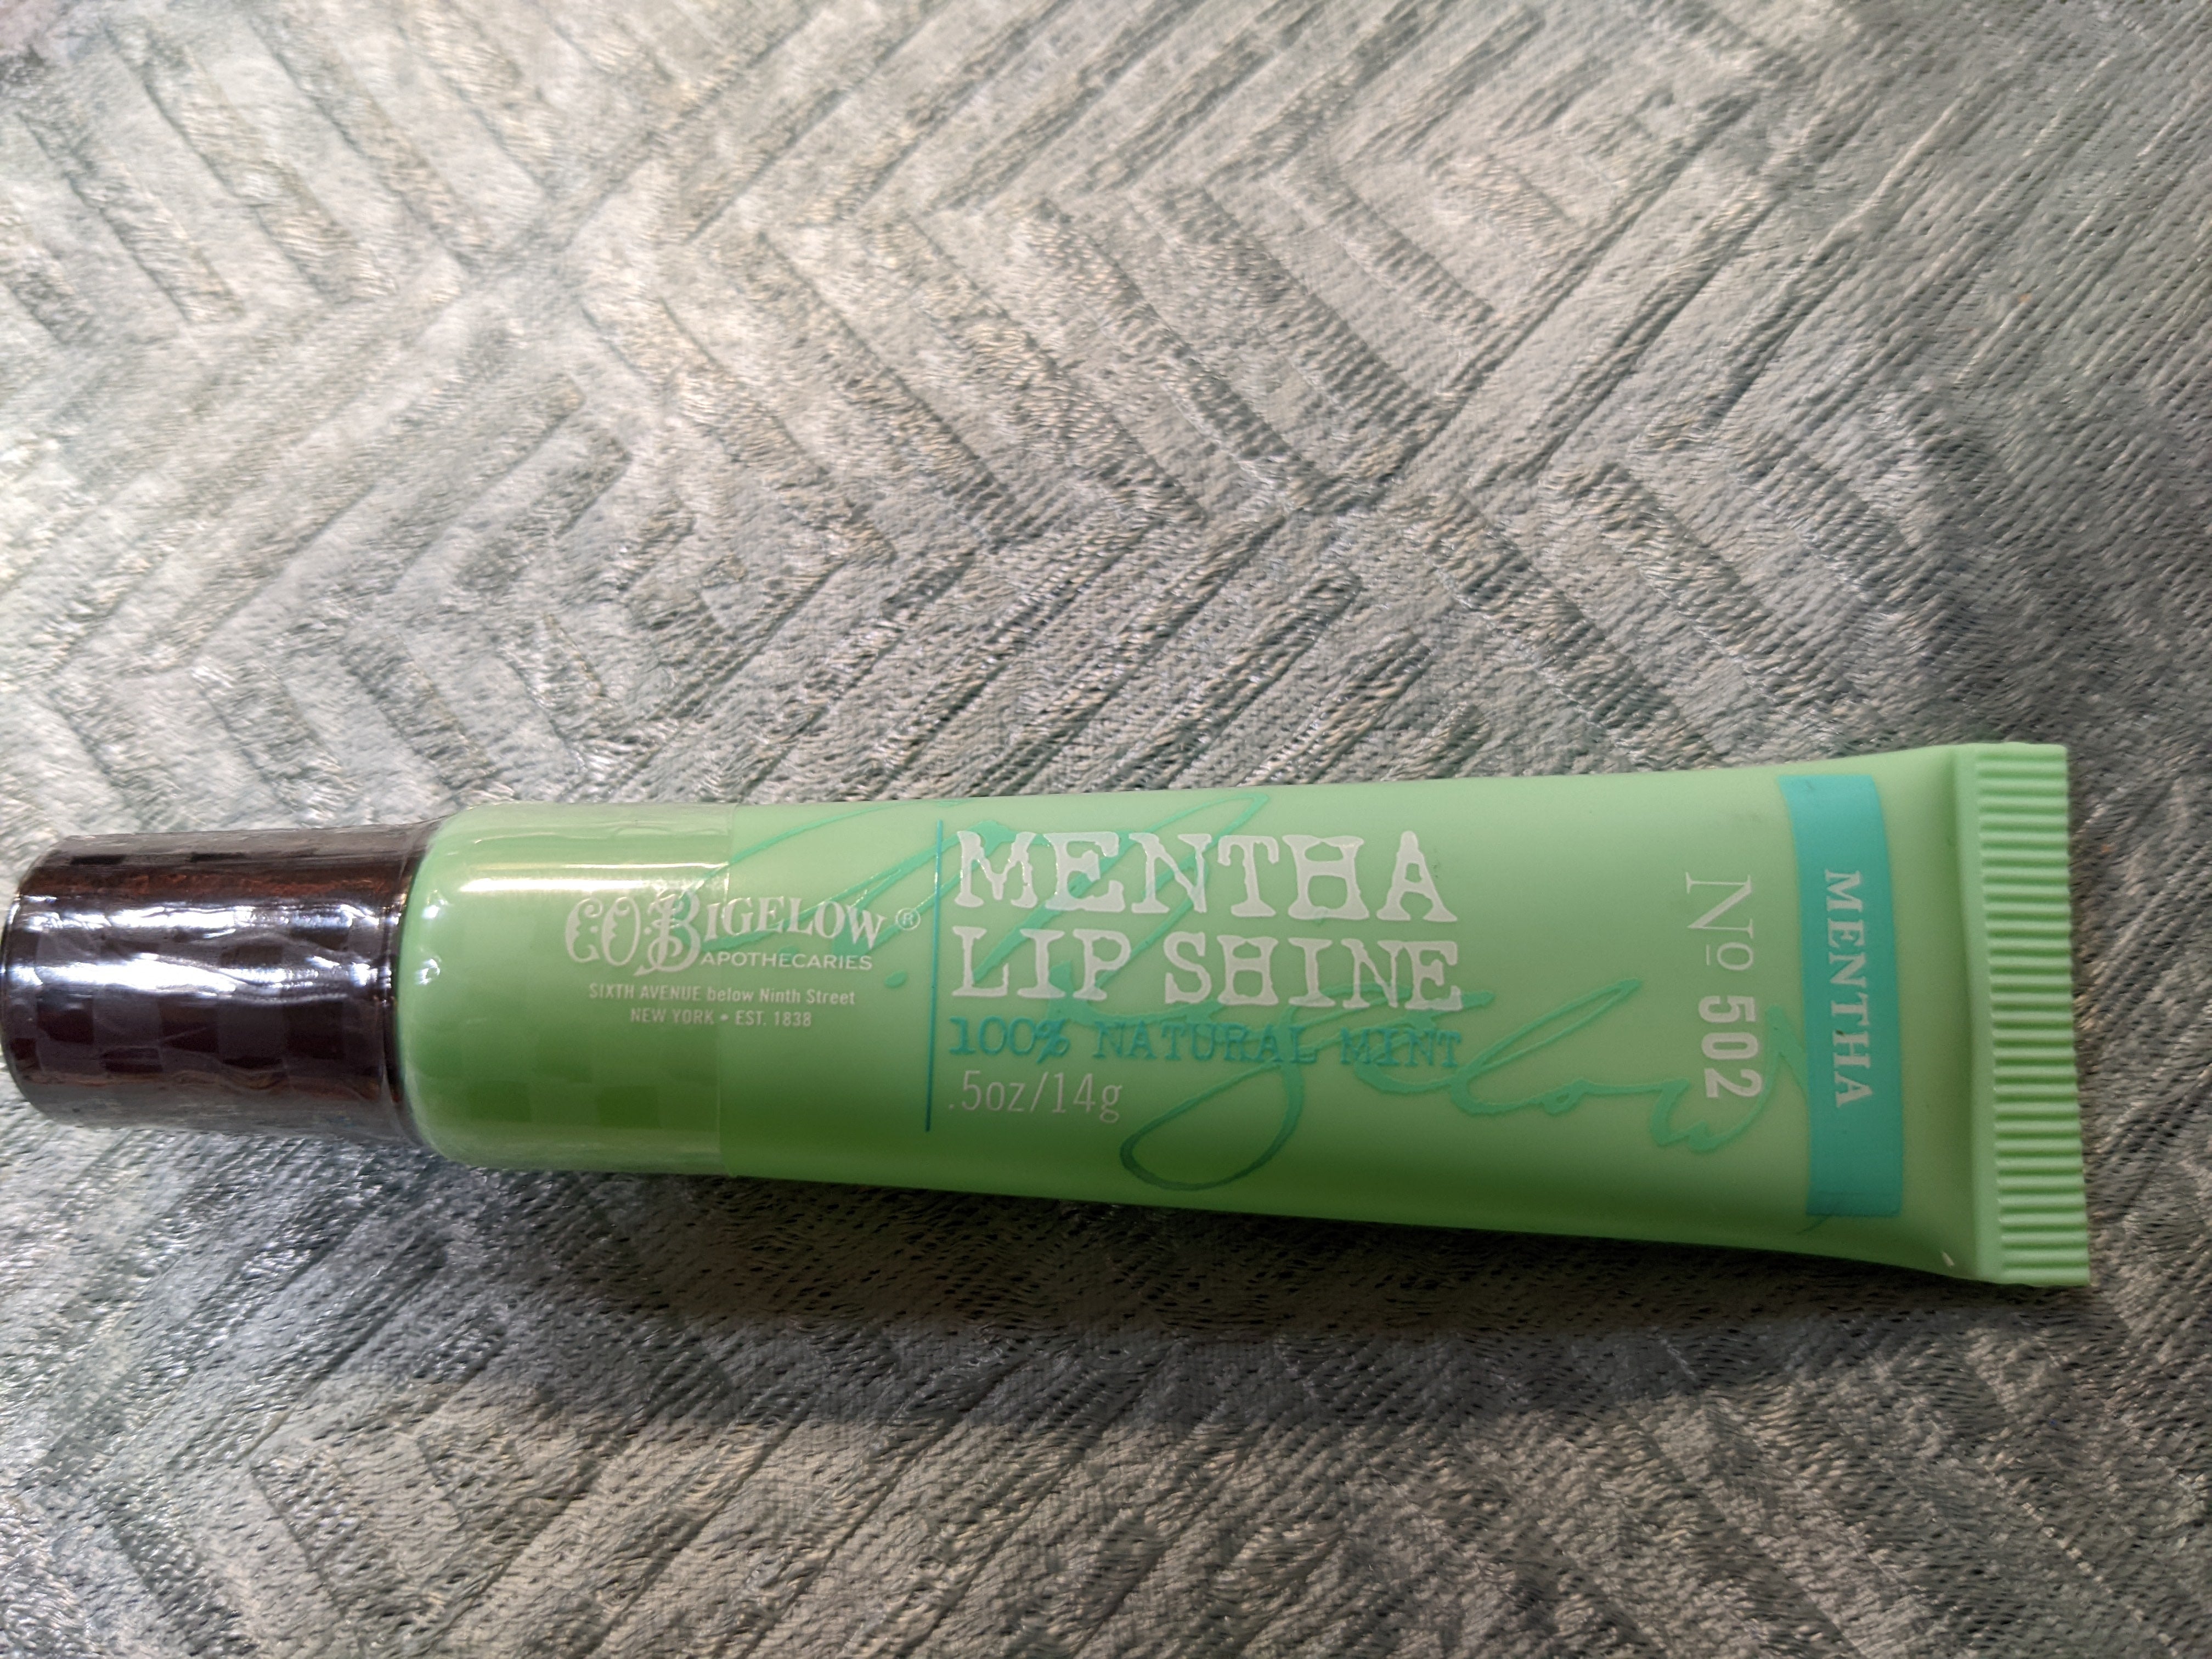 C.O. BIGELOW ®
APOTHECARIES
SIXTH AVENUE below Ninth Street
NEW YORK • EST. 1838
MENTHA
LIP SHINE
100% NATURAL MINT
.5oz/14g
Nº 502
MENTHA